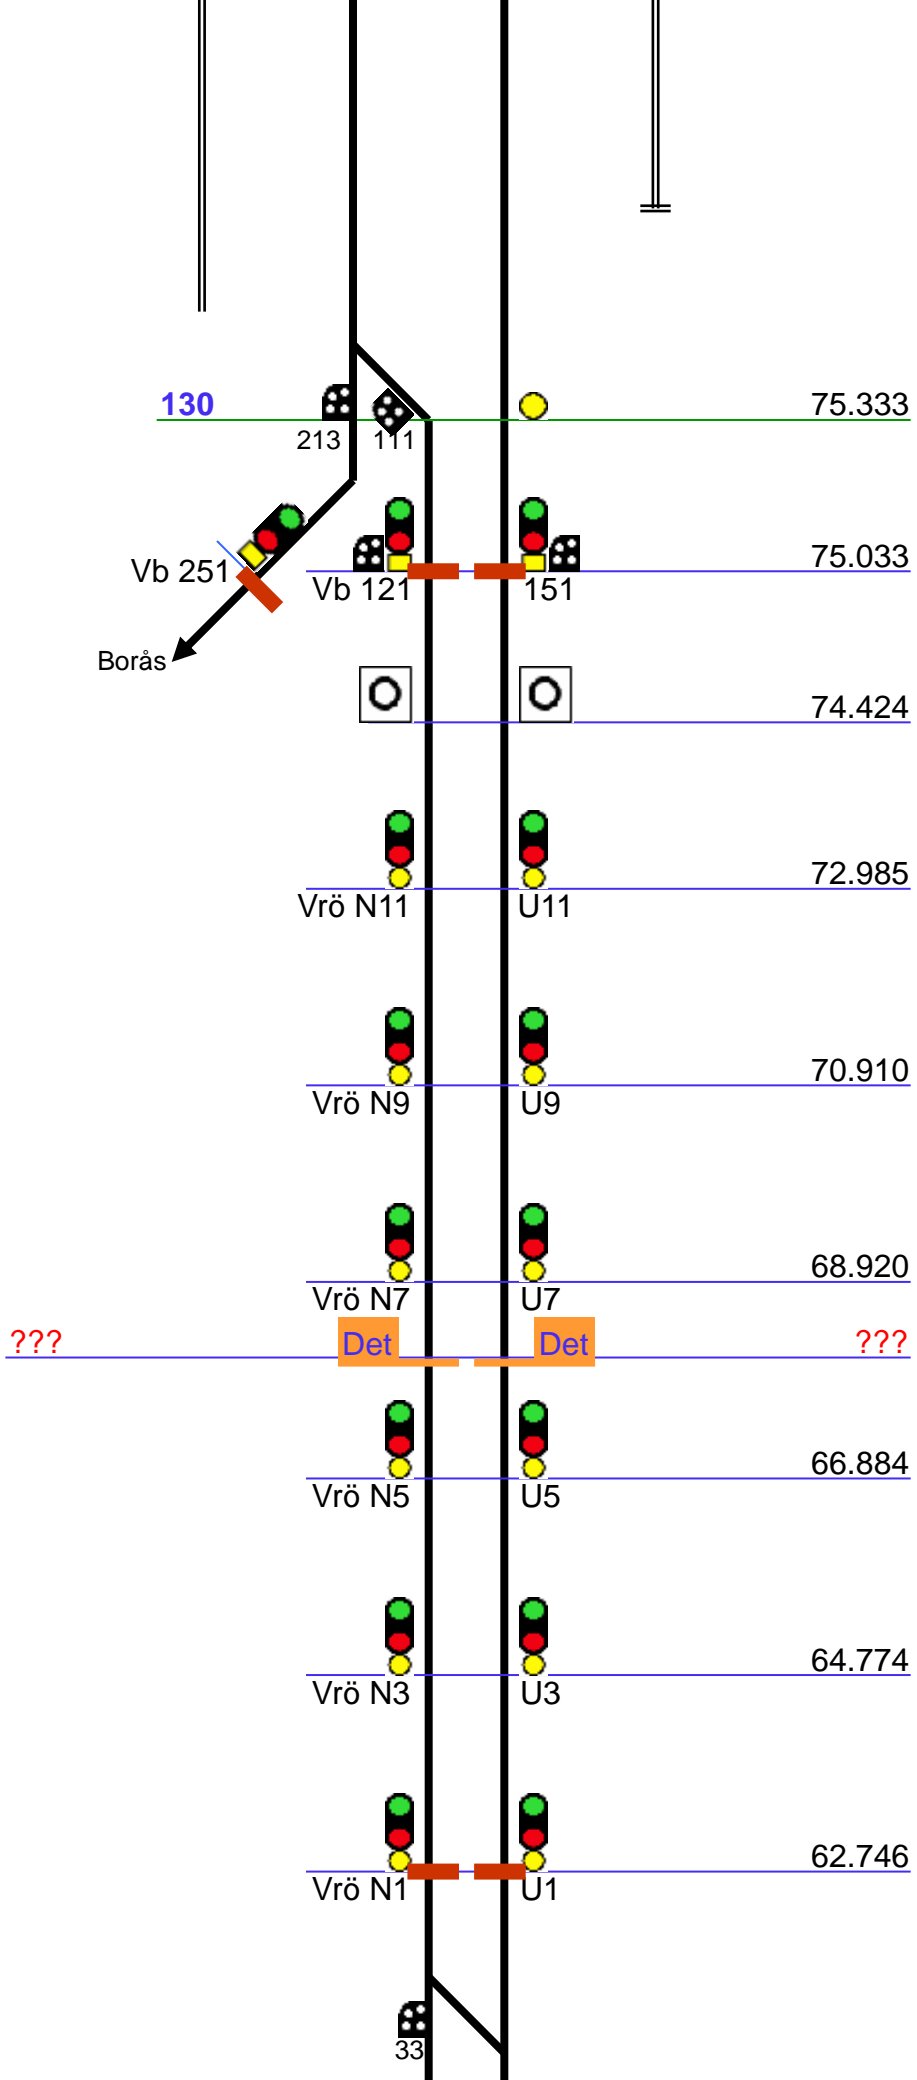 130 75.333
213 111
75.033
Vb 251 Vb 121 151
Borås
74.424
72.985
Vrö N11 U11
70.910
Vrö N9 U9
68.920
Vrö N7 U7
??? Det Det ???
66.884
Vrö N5 U5
64.774
Vrö N3 U3
62.746
Vrö N1 U1
33